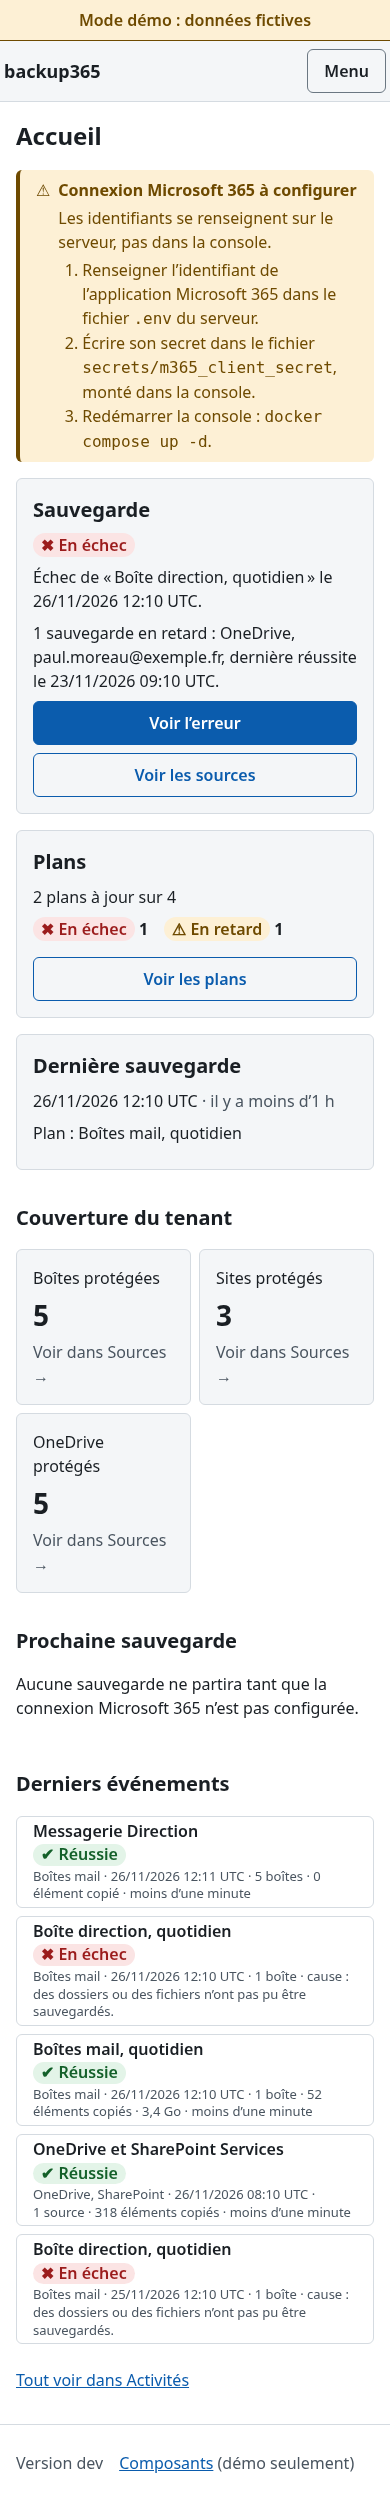 Mode démo : données fictives
backup365
Menu
Accueil
⚠ Connexion Microsoft 365 à configurer
Les identifiants se renseignent sur le
serveur, pas dans la console.
1. Renseigner l’identifiant de
l’application Microsoft 365 dans le
fichier .env du serveur.
2. Écrire son secret dans le fichier
secrets/m365_client_secret,
monté dans la console.
3. Redémarrer la console : docker
compose up -d.
Sauvegarde
✖ En échec
Échec de « Boîte direction, quotidien » le
26/11/2026 12:10 UTC.
1 sauvegarde en retard : OneDrive,
paul.moreau@exemple.fr, dernière réussite
le 23/11/2026 09:10 UTC.
Voir l’erreur
Voir les sources
Plans
2 plans à jour sur 4
✖ En échec 1 ⚠ En retard 1
Voir les plans
Dernière sauvegarde
26/11/2026 12:10 UTC · il y a moins d’1 h
Plan : Boîtes mail, quotidien
Couverture du tenant
Boîtes protégées
5
Voir dans Sources
→
Sites protégés
3
Voir dans Sources
→
OneDrive
protégés
5
Voir dans Sources
→
Prochaine sauvegarde
Aucune sauvegarde ne partira tant que la
connexion Microsoft 365 n’est pas configurée.
Derniers événements
Messagerie Direction
✔ Réussie
Boîtes mail · 26/11/2026 12:11 UTC · 5 boîtes · 0
élément copié · moins d’une minute
Boîte direction, quotidien
✖ En échec
Boîtes mail · 26/11/2026 12:10 UTC · 1 boîte · cause :
des dossiers ou des fichiers n’ont pas pu être
sauvegardés.
Boîtes mail, quotidien
✔ Réussie
Boîtes mail · 26/11/2026 12:10 UTC · 1 boîte · 52
éléments copiés · 3,4 Go · moins d’une minute
OneDrive et SharePoint Services
✔ Réussie
OneDrive, SharePoint · 26/11/2026 08:10 UTC ·
1 source · 318 éléments copiés · moins d’une minute
Boîte direction, quotidien
✖ En échec
Boîtes mail · 25/11/2026 12:10 UTC · 1 boîte · cause :
des dossiers ou des fichiers n’ont pas pu être
sauvegardés.
Tout voir dans Activités
Version dev Composants (démo seulement)